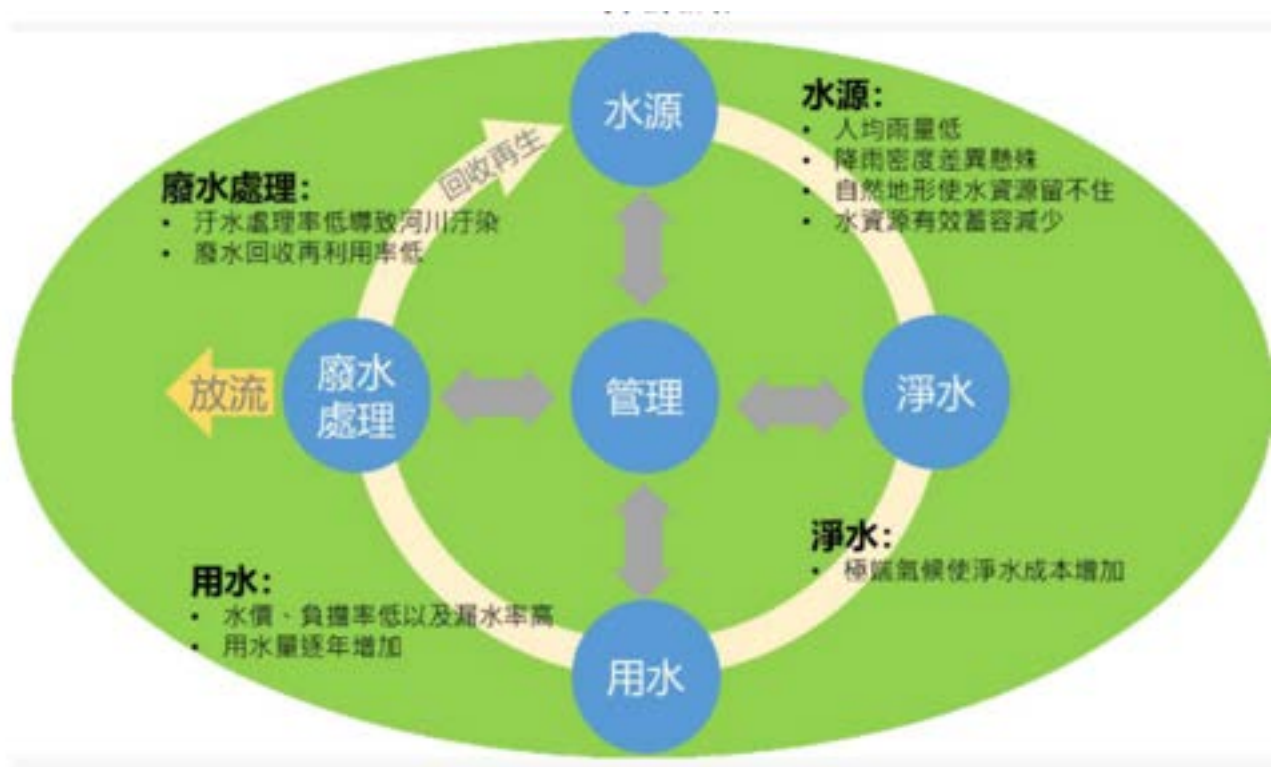 水源
水源：
• 人均雨量低
• 降雨密度差異懸殊
• 自然地形使水資源留不住
• 水資源有效蓄容減少
回收再生
廢水處理：
• 汙水處理率低導致河川汙染
• 廢水回收再利用率低
放流
廢水
處理
管理
淨水
淨水：
• 極端氣候使淨水成本增加
用水：
• 水價、負擔率低以及漏水率高
• 用水量逐年增加
用水